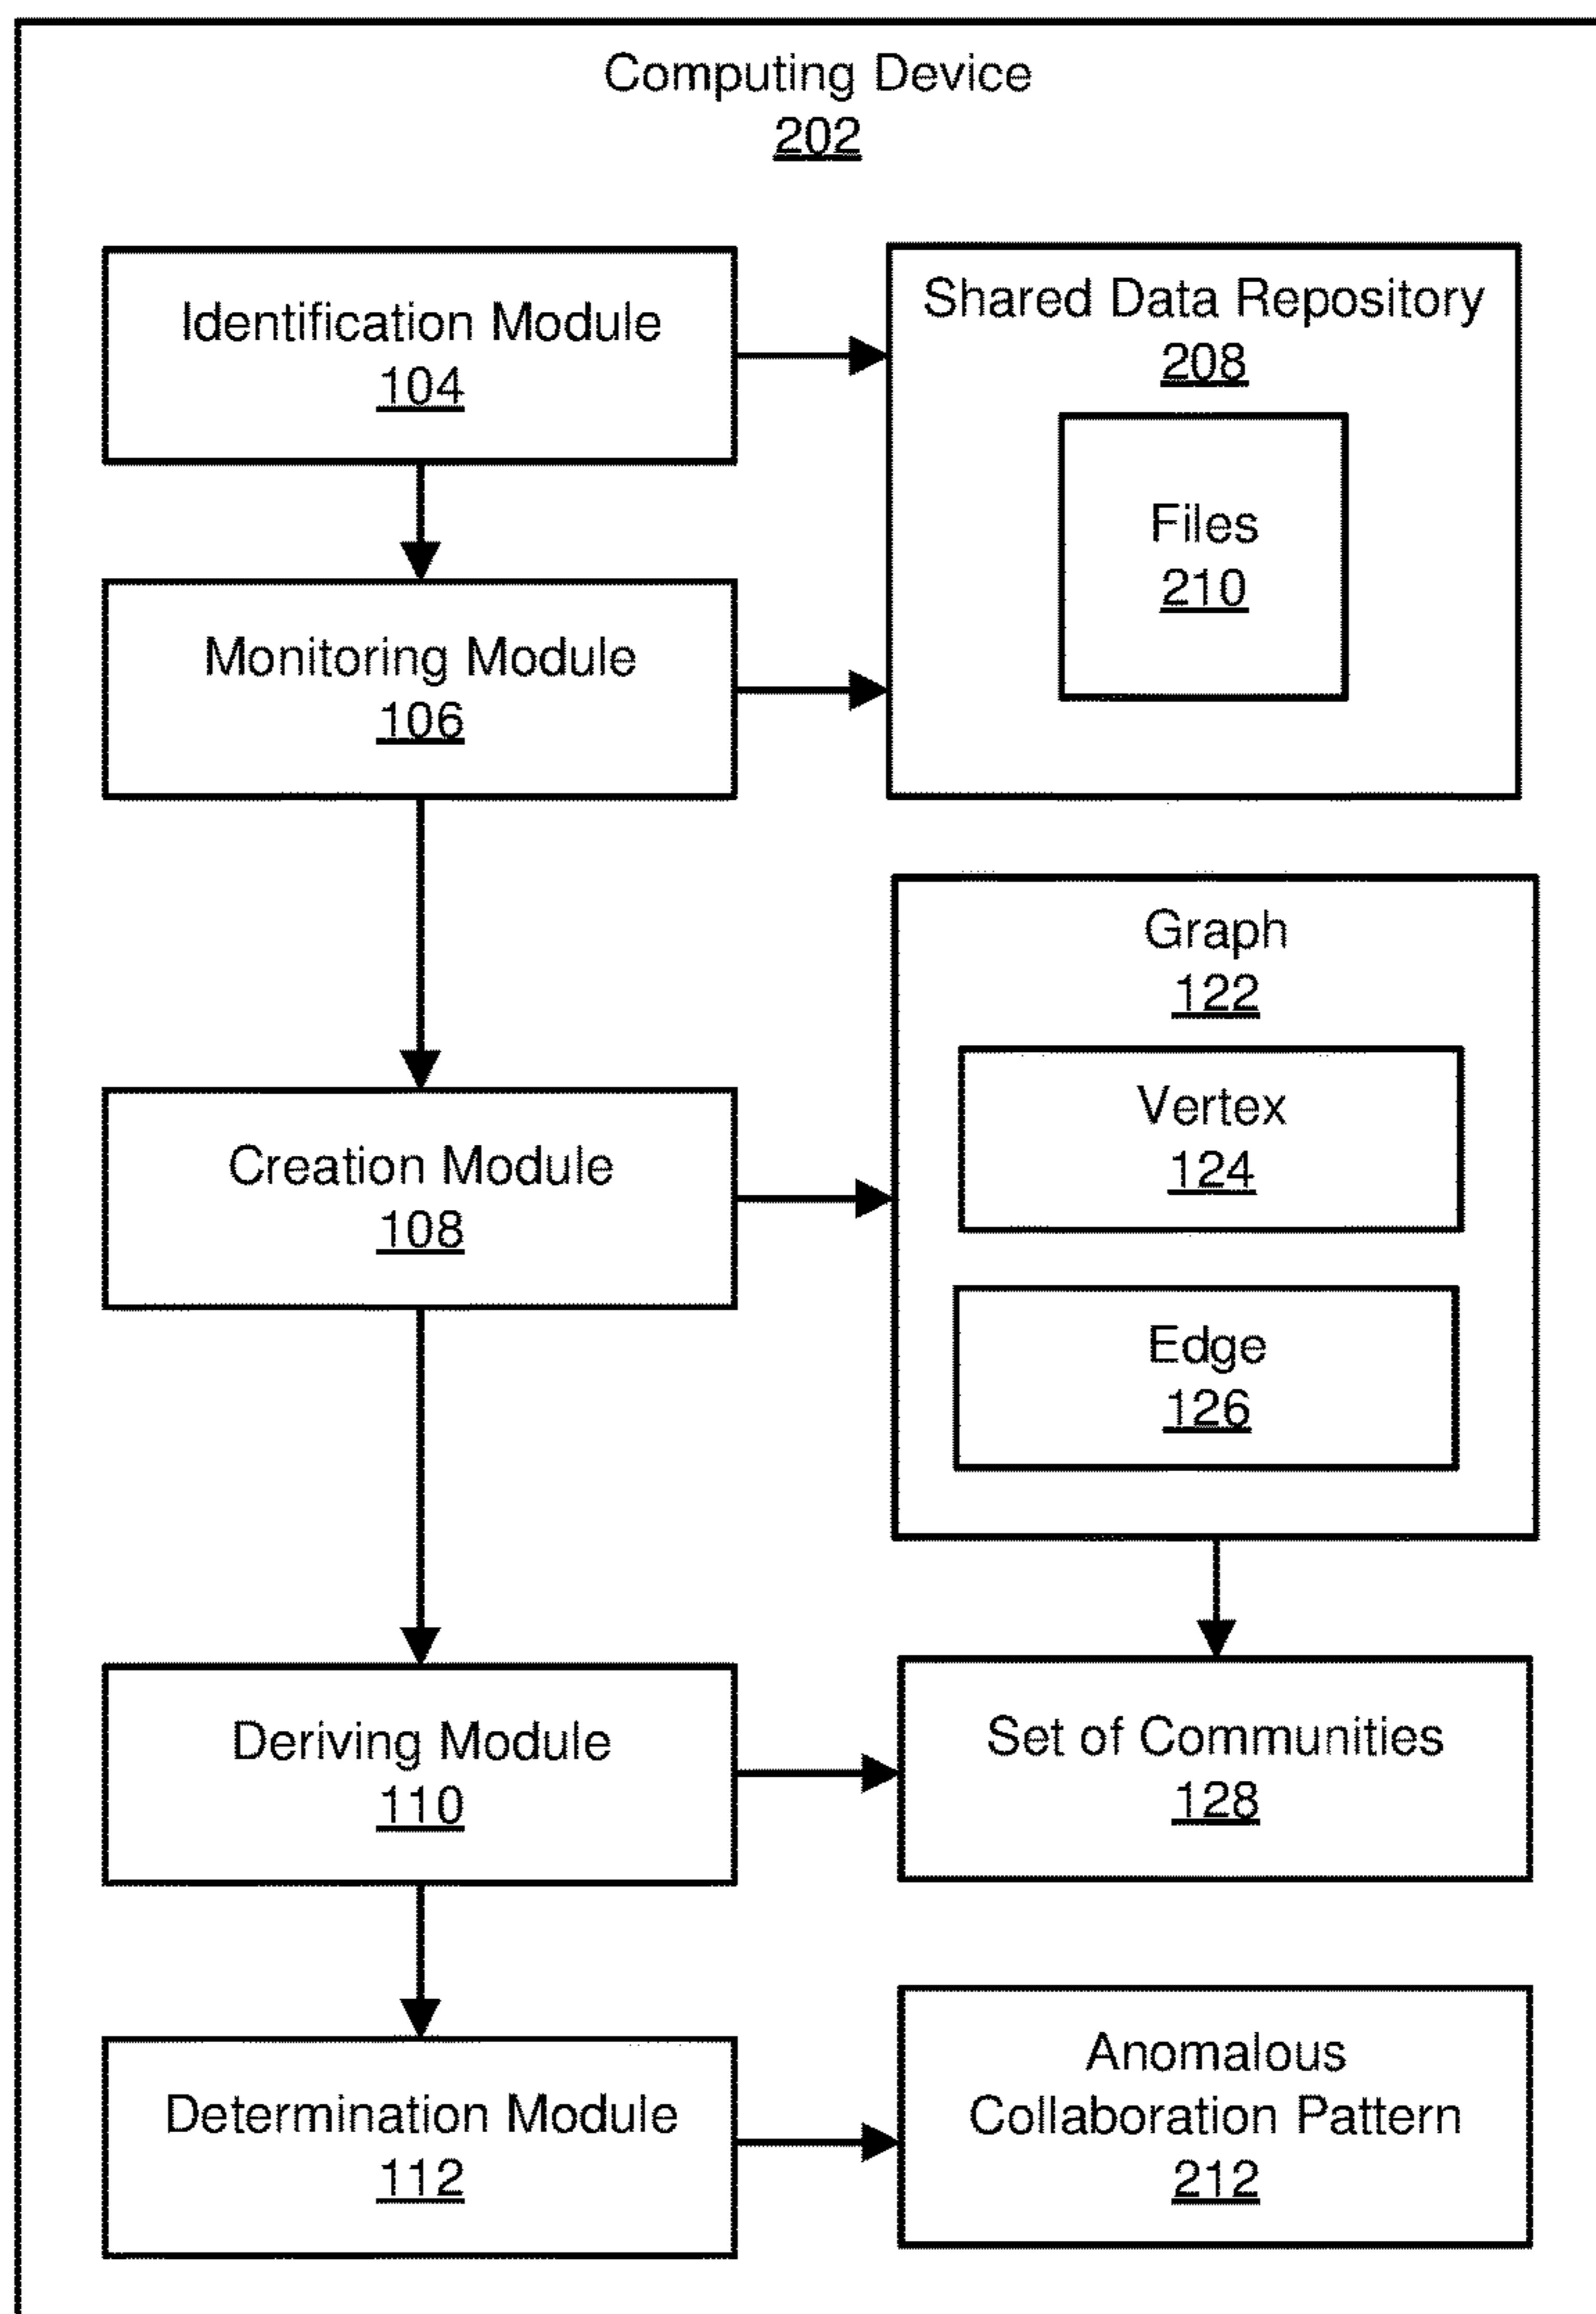 Computing Device
202
Identification Module
104
Shared Data Repository
208
Files
210
Monitoring Module
106
Graph
122
Vertex
124
Creation Module
108
Edge
126
Deriving Module
110
Set of Communities
128
Determination Module
112
Anomalous
Collaboration Pattern
212